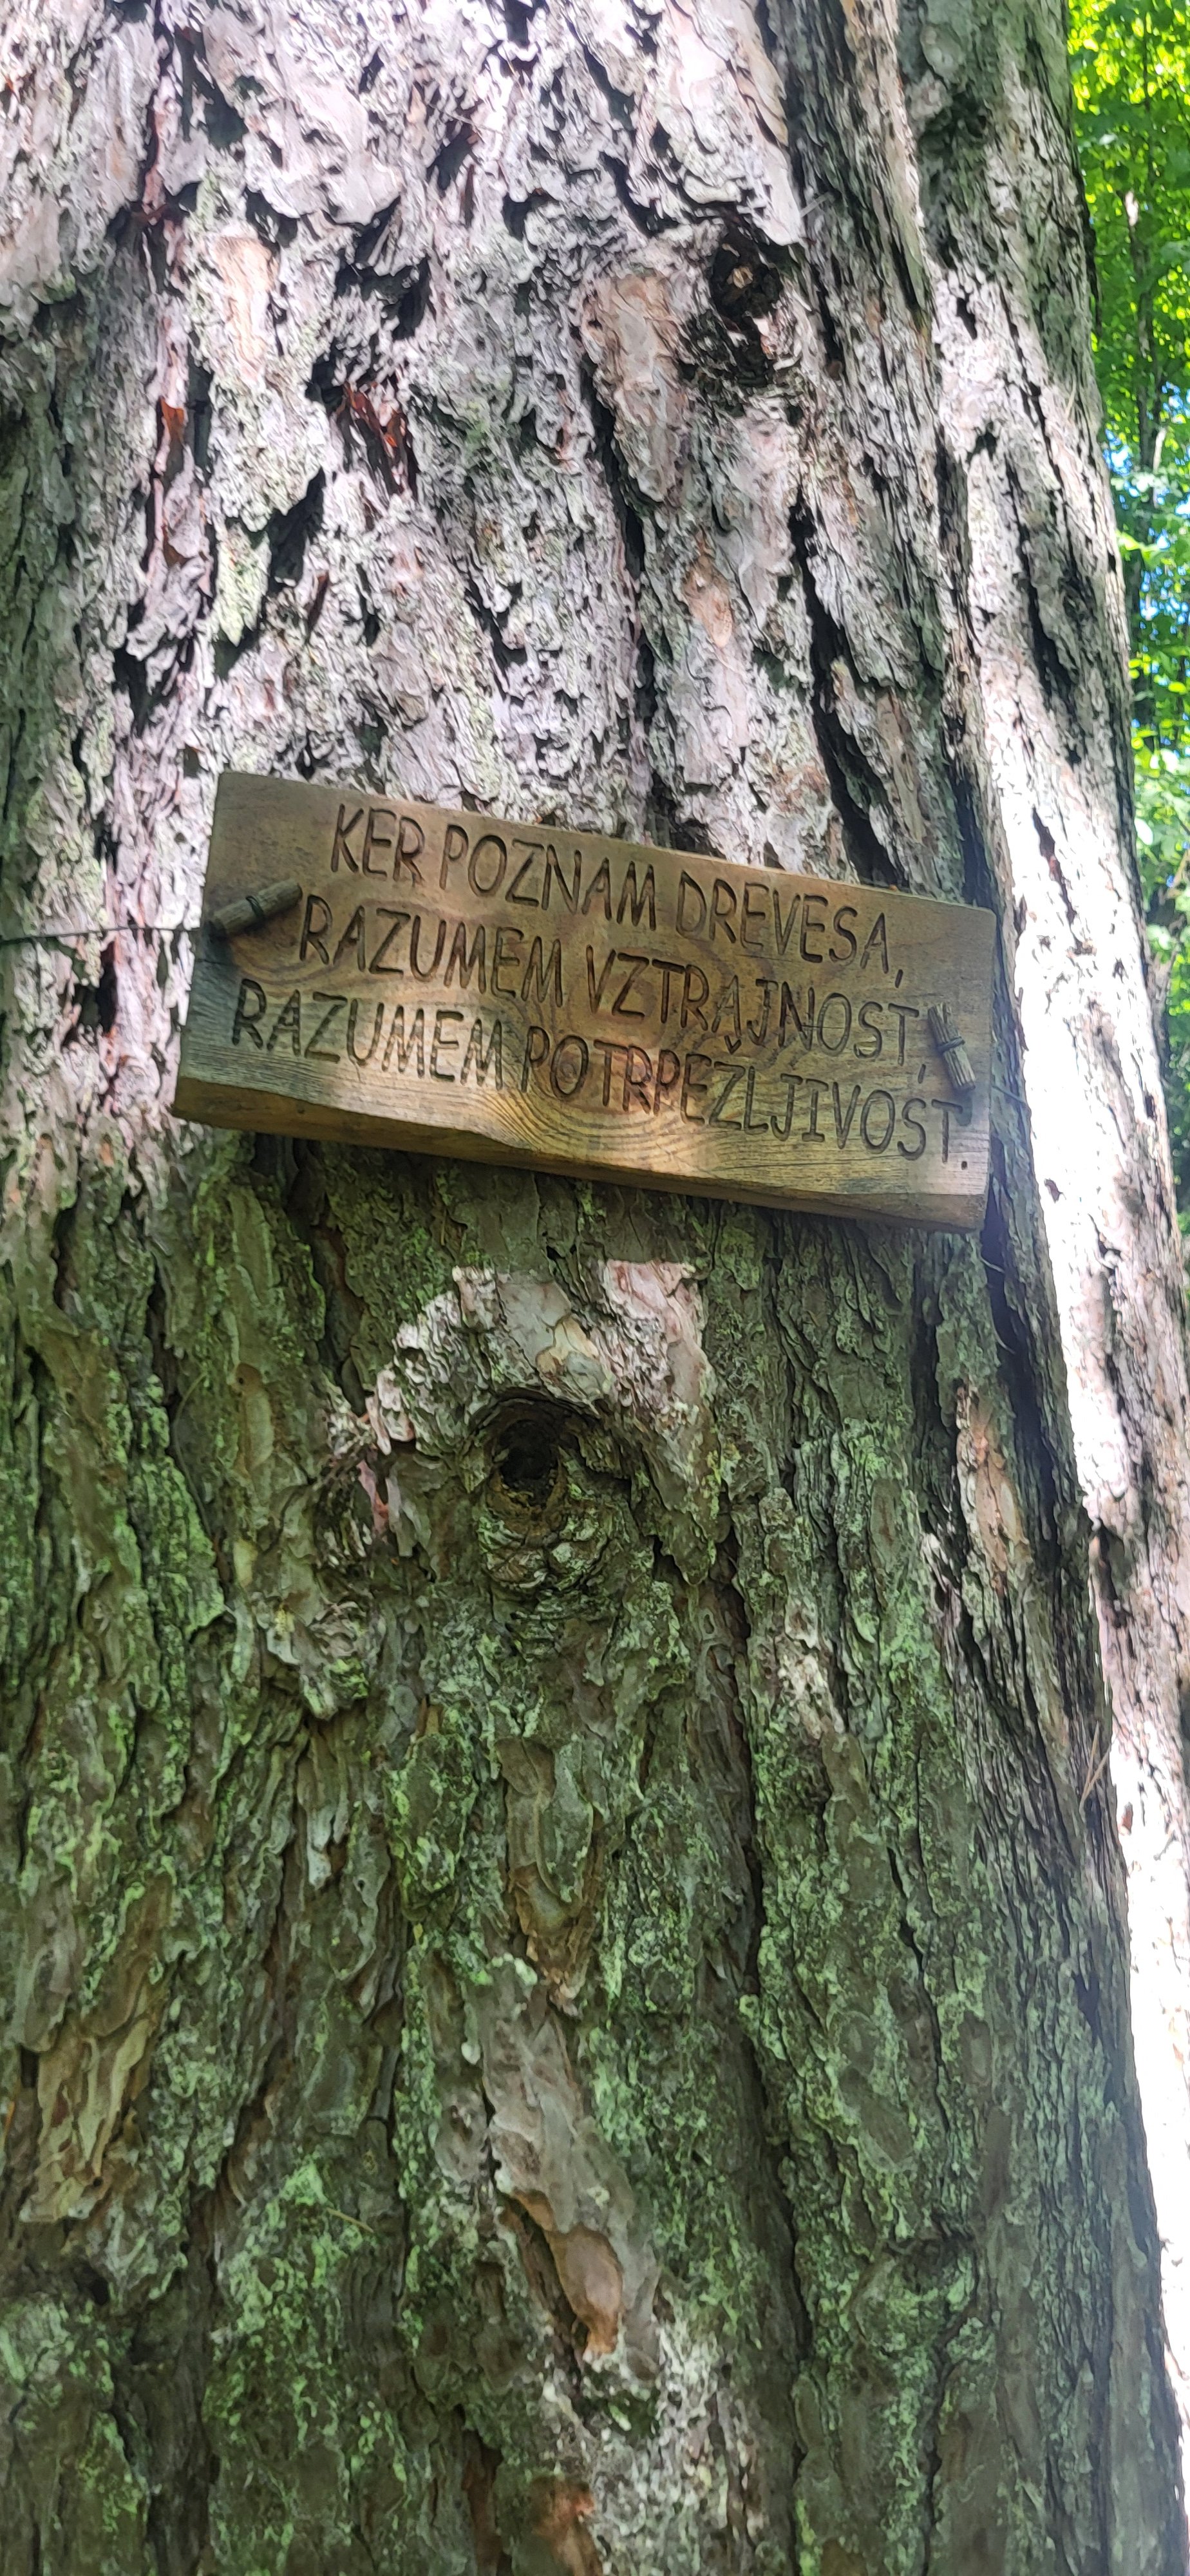 KER POZNAM DREVESA,
RAZUMEM VZTRAJNOST,
RAZUMEM POTRPEŽLJIVOST